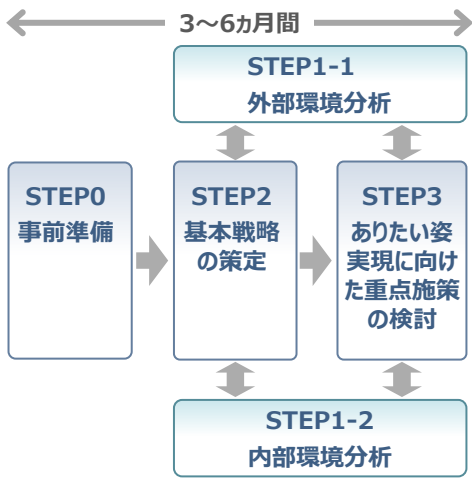 3～6ヵ月間
STEP1-1
外部環境分析
STEP0
事前準備
STEP2
基本戦略
の策定
STEP3
ありたい姿
実現に向け
た重点施策
の検討
STEP1-2
内部環境分析